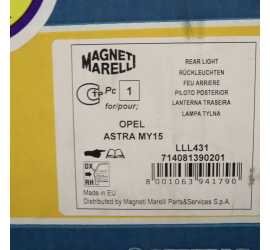 MAGNETI
MARELLI
REAR LIGHT
RÜCKLEUCHTEN
FEU ARRIERE
PILOTO POSTERIOR
LANTERNA TRASEIRA
LAMPA TYLNA
CT Pc 1
for/pour;
OPEL
ASTRA MY15
LLL431
714081390201
DX
RH
8 001063 941790
Made in EU
Distributed by Magneti Marelli Parts&Services S.p.A.